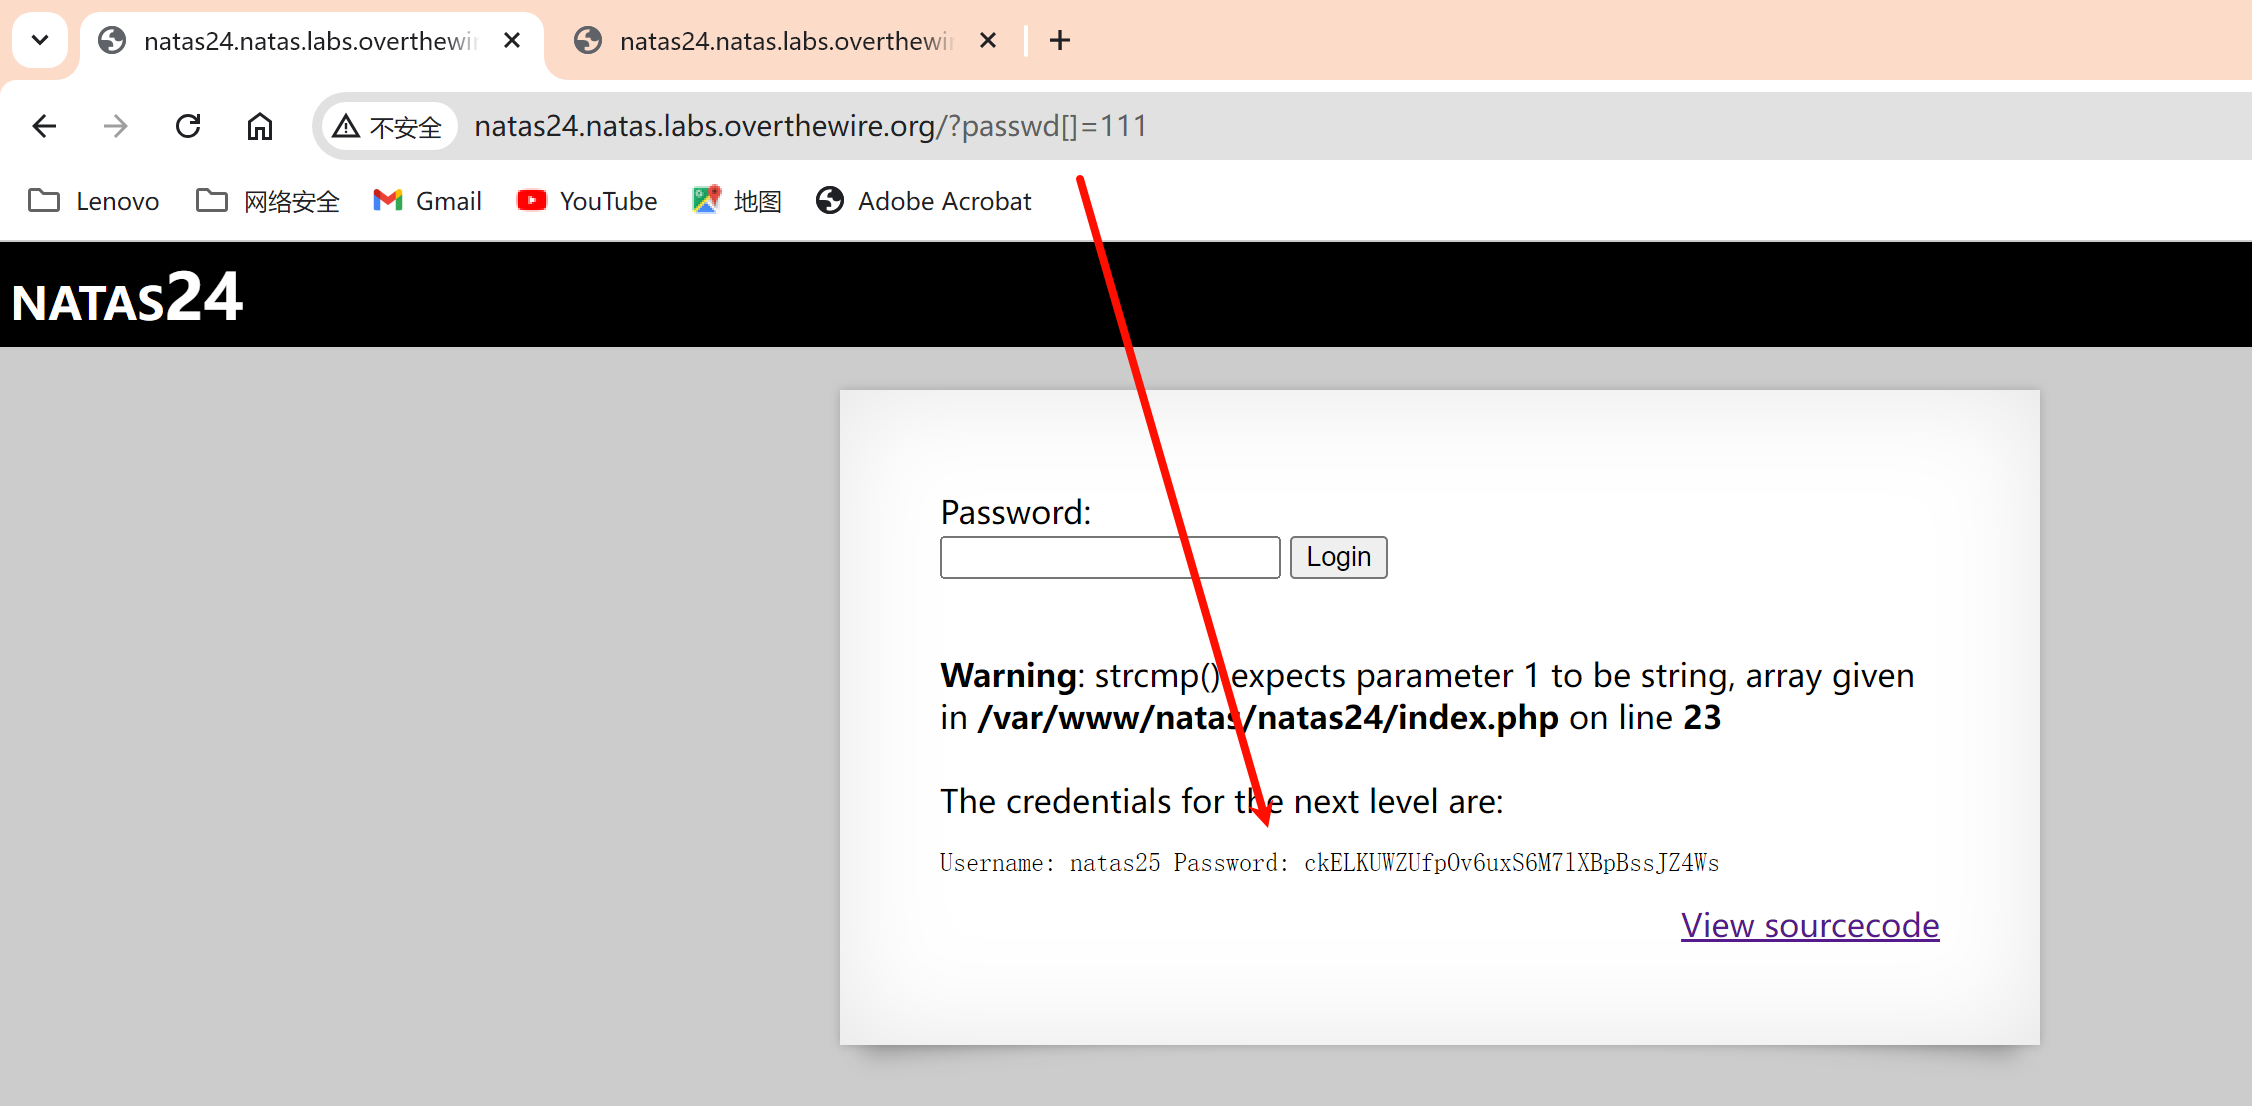 natas24.natas.labs.overthewir natas24.natas.labs.overthewir
不安全 natas24.natas.labs.overthewire.org/?passwd[]=111
Lenovo 网络安全 Gmail YouTube 地图 Adobe Acrobat
NATAS24
Password:
Login
Warning: strcmp() expects parameter 1 to be string, array given
in /var/www/natas/natas24/index.php on line 23
The credentials for the next level are:
Username: natas25 Password: ckELKUWZUfpOv6uxS6M7lXBpBssJZ4Ws
View sourcecode